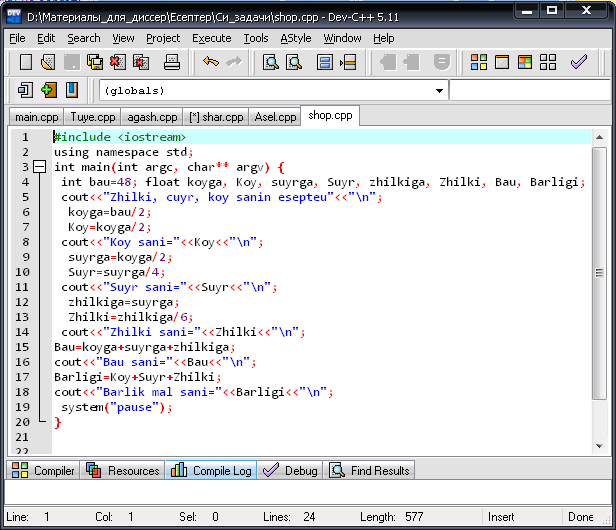 D:\Материалы_для_диссер\Есептер\Си_задачи\shop.cpp - Dev-C++ 5.11
File Edit Search View Project Execute Tools AStyle Window Help
(globals)
main.cpp Tuye.cpp agash.cpp [*] shar.cpp Asel.cpp shop.cpp
1 #include <iostream>
2 using namespace std;
3 int main(int argc, char** argv) {
4 int bau=48; float koyga, Koy, suyrga, Suyr, zhilkiga, Zhilki, Bau, Barligi;
5 cout<<"Zhilki, cuyr, koy sanin esepteu"<<"\n";
6 koyga=bau/2;
7 Koy=koyga/2;
8 cout<<"Koy sani="<<Koy<<"\n";
9 suyrga=koyga/2;
10 Suyr=suyrga/4;
11 cout<<"Suyr sani="<<Suyr<<"\n";
12 zhilkiga=suyrga;
13 Zhilki=zhilkiga/6;
14 cout<<"Zhilki sani="<<Zhilki<<"\n";
15 Bau=koyga+suyrga+zhilkiga;
16 cout<<"Bau sani="<<Bau<<"\n";
17 Barligi=Koy+Suyr+Zhilki;
18 cout<<"Barlik mal sani="<<Barligi<<"\n";
19 system("pause");
20 }
21
22
Compiler Resources Compile Log Debug Find Results
Line: 1 Col: 1 Sel: 0 Lines: 24 Length: 577 Insert Done